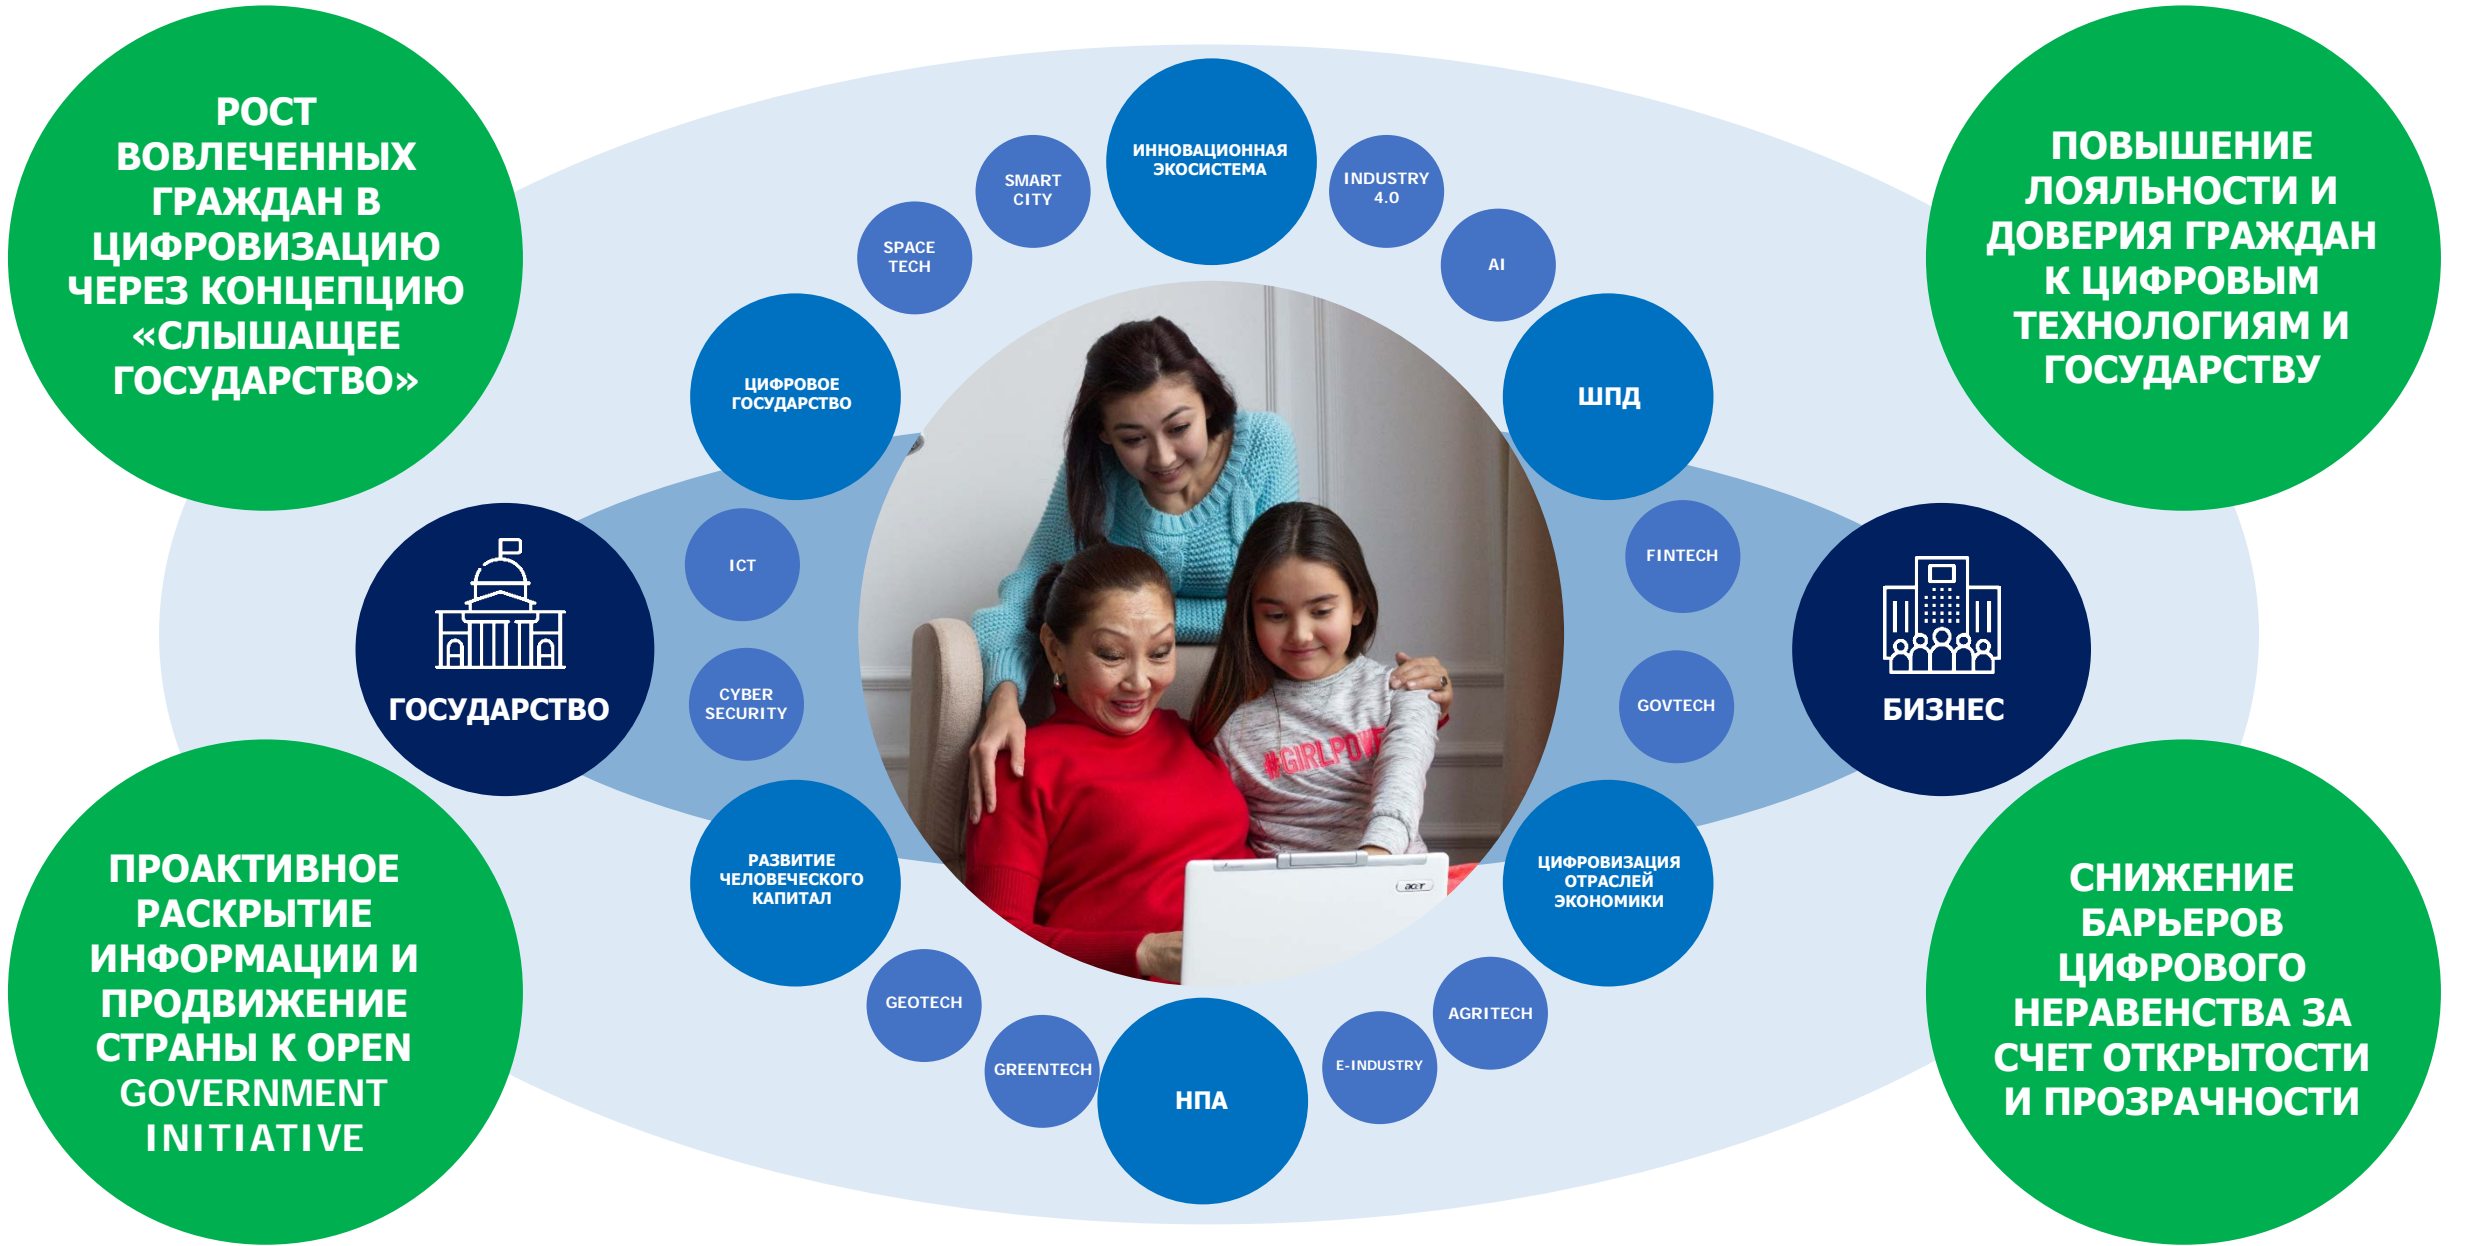 РОСТ
ВОВЛЕЧЕННЫХ
ГРАЖДАН В
ЦИФРОВИЗАЦИЮ
ЧЕРЕЗ КОНЦЕПЦИЮ
«СЛЫШАЩЕЕ
ГОСУДАРСТВО»
ПОВЫШЕНИЕ
ЛОЯЛЬНОСТИ И
ДОВЕРИЯ ГРАЖДАН
К ЦИФРОВЫМ
ТЕХНОЛОГИЯМ И
ГОСУДАРСТВУ
ИННОВАЦИОННАЯ
ЭКОСИСТЕМА
SMART
CITY
INDUSTRY
4.0
SPACE
TECH
AI
ЦИФРОВОЕ
ГОСУДАРСТВО
ШПД
ICT
FINTECH
CYBER
SECURITY
GOVTECH
ГОСУДАРСТВО
БИЗНЕС
#GIRLPOWE
РАЗВИТИЕ
ЧЕЛОВЕЧЕСКОГО
КАПИТАЛ
ЦИФРОВИЗАЦИЯ
ОТРАСЛЕЙ
ЭКОНОМИКИ
acer
GEOTECH
AGRITECH
GREENTECH
E-INDUSTRY
НПА
ПРОАКТИВНОЕ
РАСКРЫТИЕ
ИНФОРМАЦИИ И
ПРОДВИЖЕНИЕ
СТРАНЫ К OPEN
GOVERNMENT
INITIATIVE
СНИЖЕНИЕ
БАРЬЕРОВ
ЦИФРОВОГО
НЕРАВЕНСТВА ЗА
СЧЕТ ОТКРЫТОСТИ
И ПРОЗРАЧНОСТИ